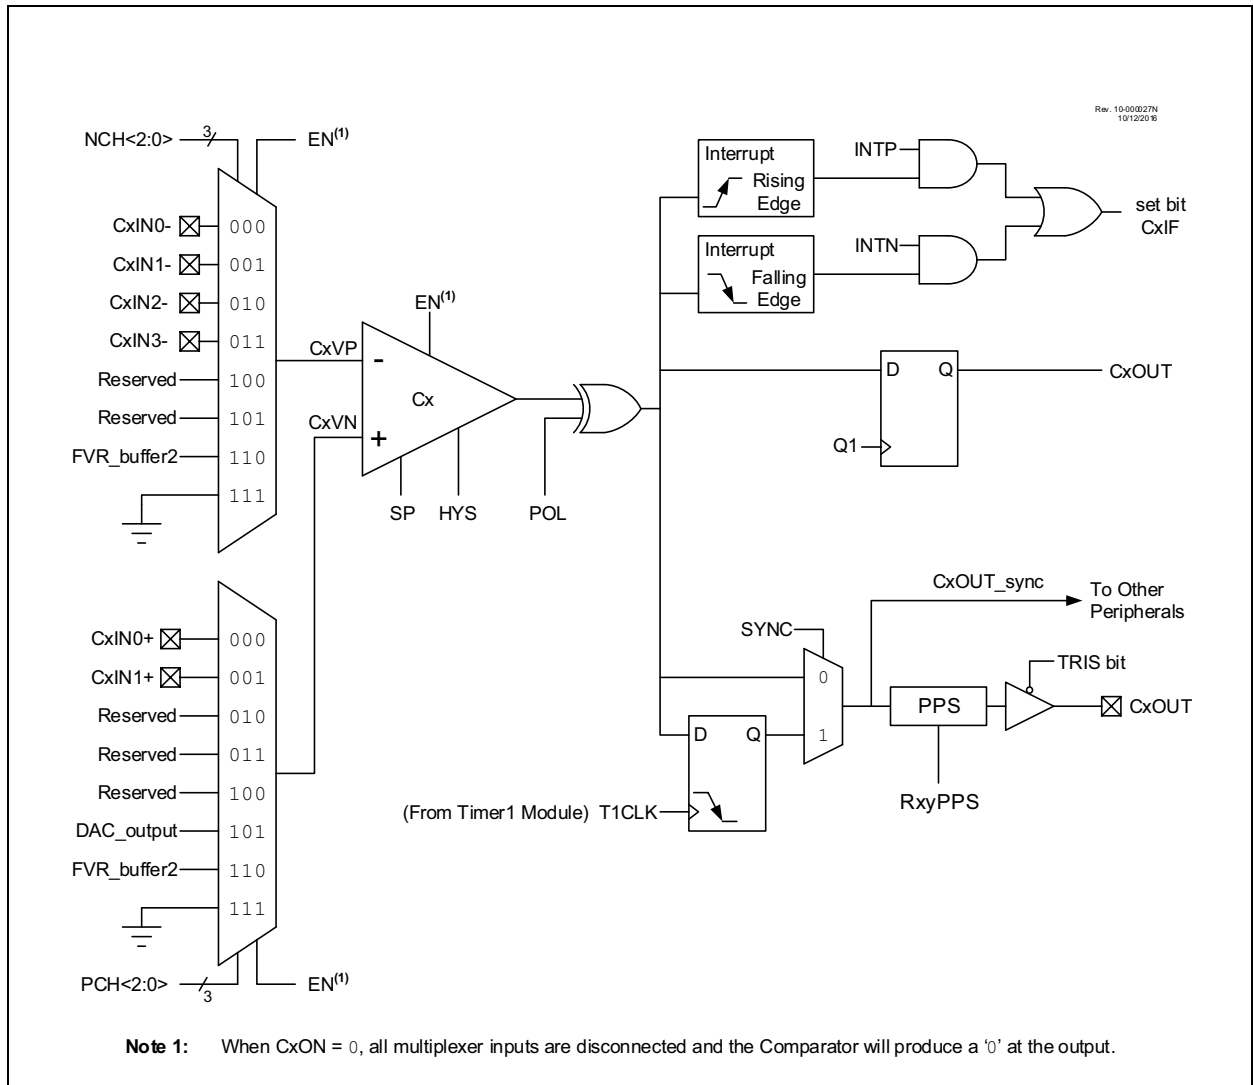 Rev. 10-000027N
10/12/2016
NCH<2:0>
3
EN(1)
CxIN0-
000
CxIN1-
001
CxIN2-
010
CxIN3-
011
Reserved
100
Reserved
101
FVR_buffer2
110
111
CxVP
CxVN
EN(1)
-
Cx
+
SP
HYS
POL
Interrupt
Rising
Edge
INTP
Interrupt
Falling
Edge
INTN
set bit
CxIF
D
Q
Q1
CxOUT
CxIN0+
000
CxIN1+
001
Reserved
010
Reserved
011
Reserved
100
DAC_output
101
FVR_buffer2
110
111
PCH<2:0>
3
EN(1)
CxOUT_sync
To Other
Peripherals
SYNC
0
1
TRIS bit
PPS
CxOUT
RxyPPS
D
Q
(From Timer1 Module) T1CLK
Note 1: When CxON = 0, all multiplexer inputs are disconnected and the Comparator will produce a ‘0’ at the output.